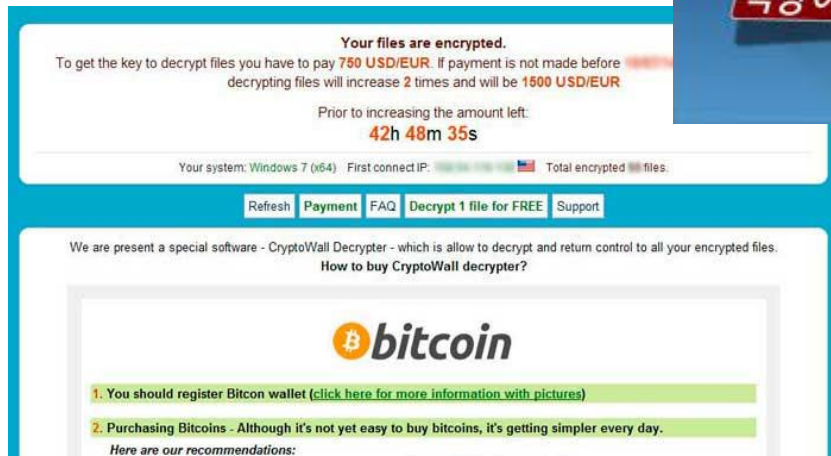 Your files are encrypted.
To get the key to decrypt files you have to pay 750 USD/EUR. If payment is not made before
decrypting files will increase 2 times and will be 1500 USD/EUR
Prior to increasing the amount left:
42h 48m 35s
Your system: Windows 7 (x64) First connect IP: Total encrypted files.
Refresh Payment FAQ Decrypt 1 file for FREE Support
We are present a special software - CryptoWall Decrypter - which is allow to decrypt and return control to all your encrypted files.
How to buy CryptoWall decrypter?
bitcoin
1. You should register Bitcon wallet (click here for more information with pictures)
2. Purchasing Bitcoins - Although it's not yet easy to buy bitcoins, it's getting simpler every day.
Here are our recommendations: